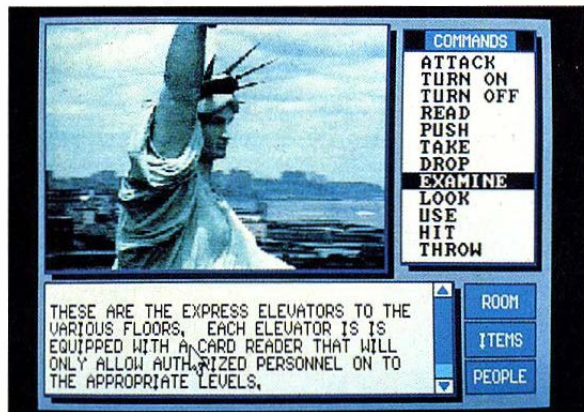 COMMANDS
ATTACK
TURN ON
TURN OFF
READ
PUSH
TAKE
DROP
EXAMINE
LOOK
USE
HIT
THROW
THESE ARE THE EXPRESS ELEVATORS TO THE
VARIOUS FLOORS. EACH ELEVATOR IS IS
EQUIPPED WITH A CARD READER THAT WILL
ONLY ALLOW AUTHORIZED PERSONNEL ON TO
THE APPROPRIATE LEVELS.
ROOM
ITEMS
PEOPLE